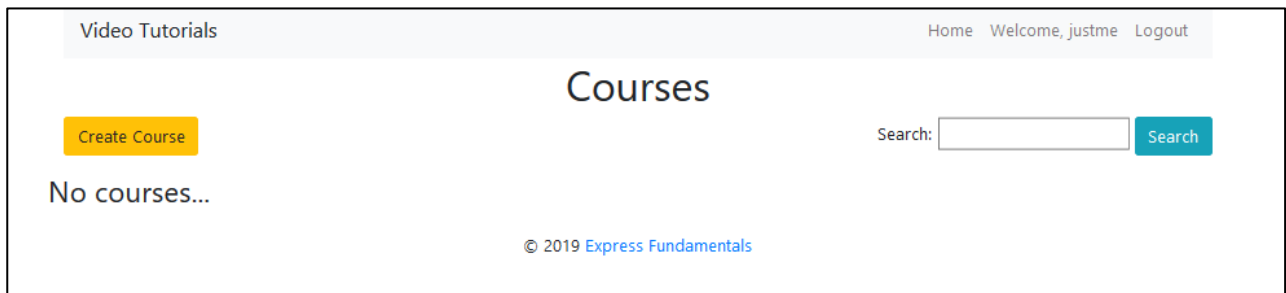 Video Tutorials Home Welcome, justme Logout
Courses
Create Course Search: Search
No courses...
© 2019 Express Fundamentals